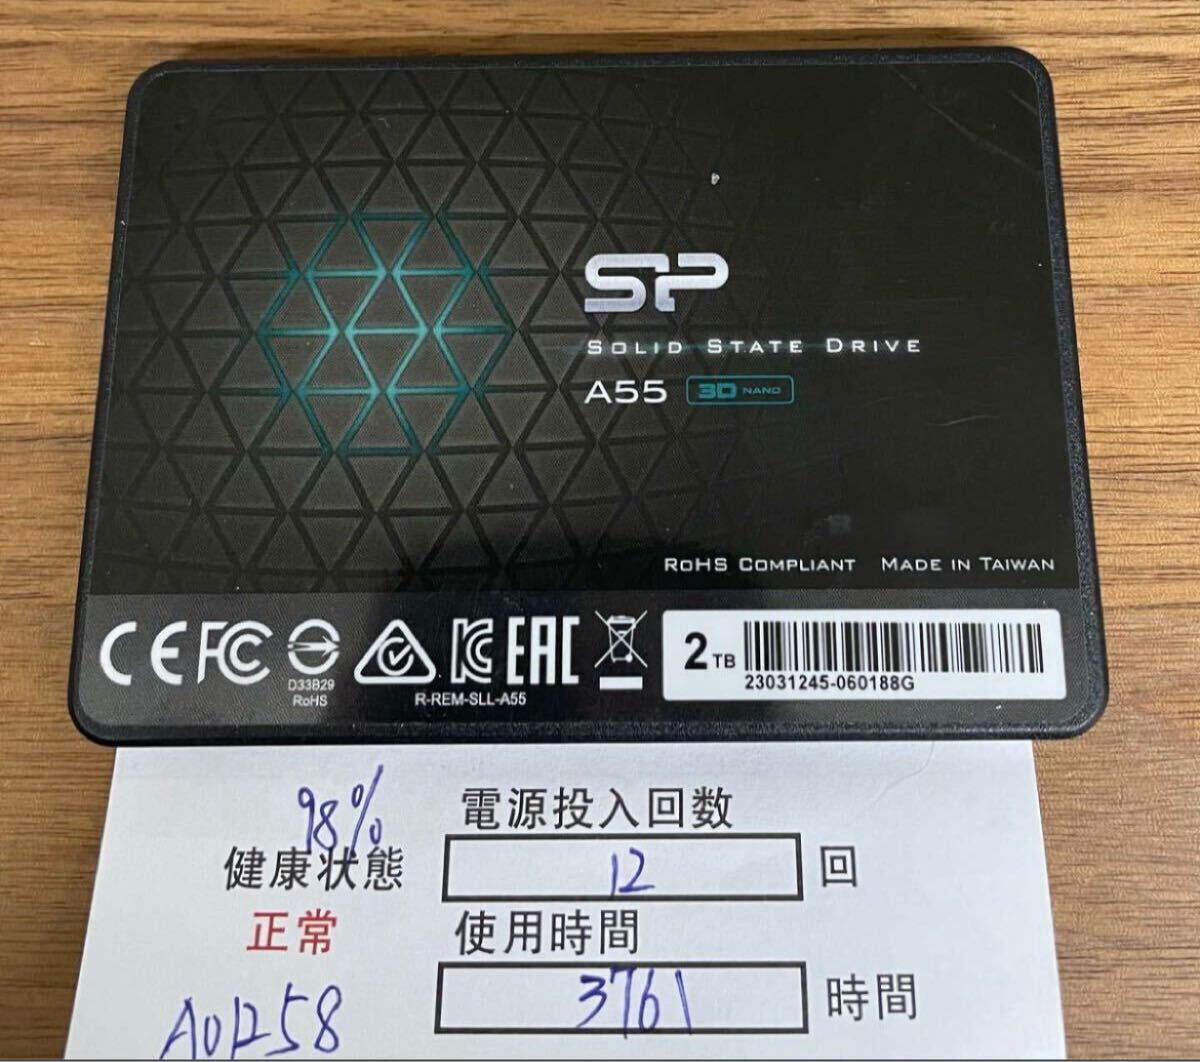 SP
SOLID STATE DRIVE
A55 3D NAND
RoHS COMPLIANT MADE IN TAIWAN
CE FC
D33B29
RoHS
KC EAC
R-REM-SLL-A55
2TB
23031245-060188G
98%
電源投入回数
健康状態
12 回
正常
使用時間
3761 時間